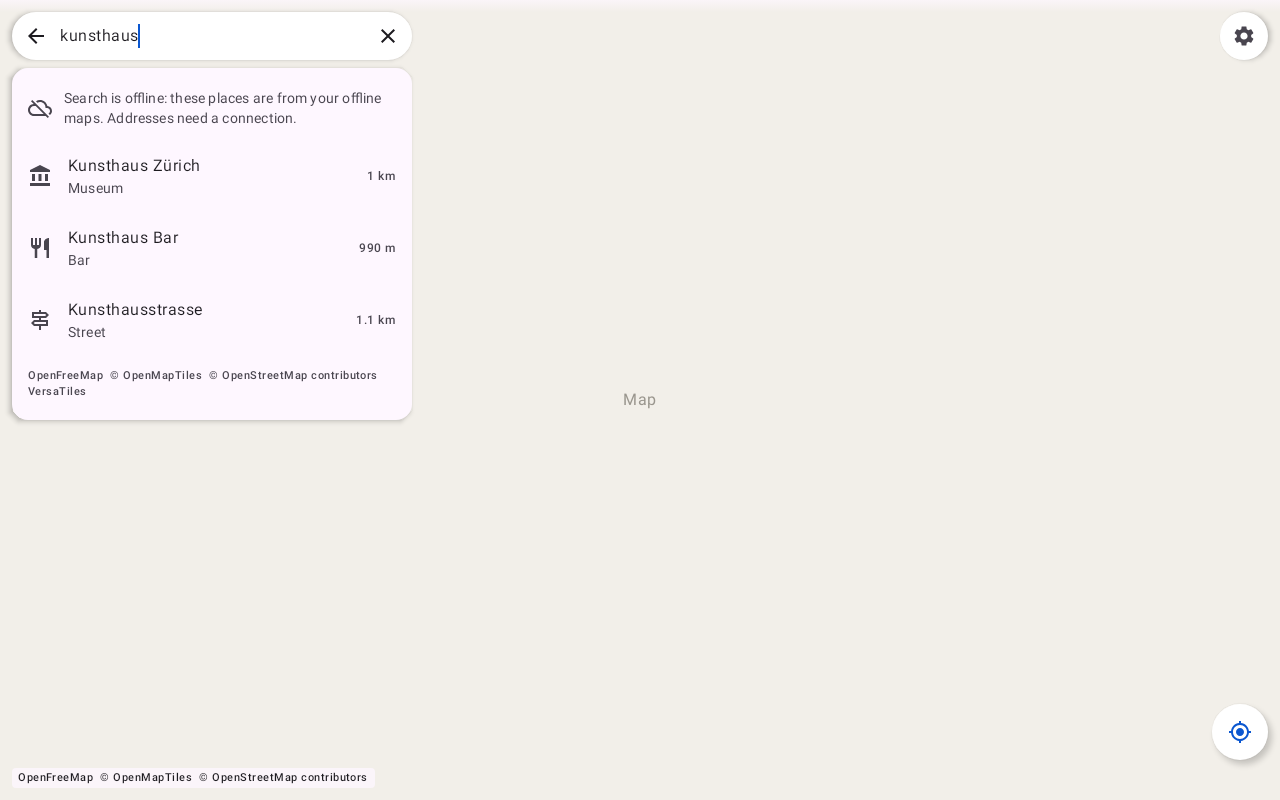 kunsthaus
Search is offline: these places are from your offline
maps. Addresses need a connection.
Kunsthaus Zürich
Museum
1 km
Kunsthaus Bar
Bar
990 m
Kunsthausstrasse
Street
1.1 km
OpenFreeMap © OpenMapTiles © OpenStreetMap contributors
VersaTiles
Map
OpenFreeMap © OpenMapTiles © OpenStreetMap contributors